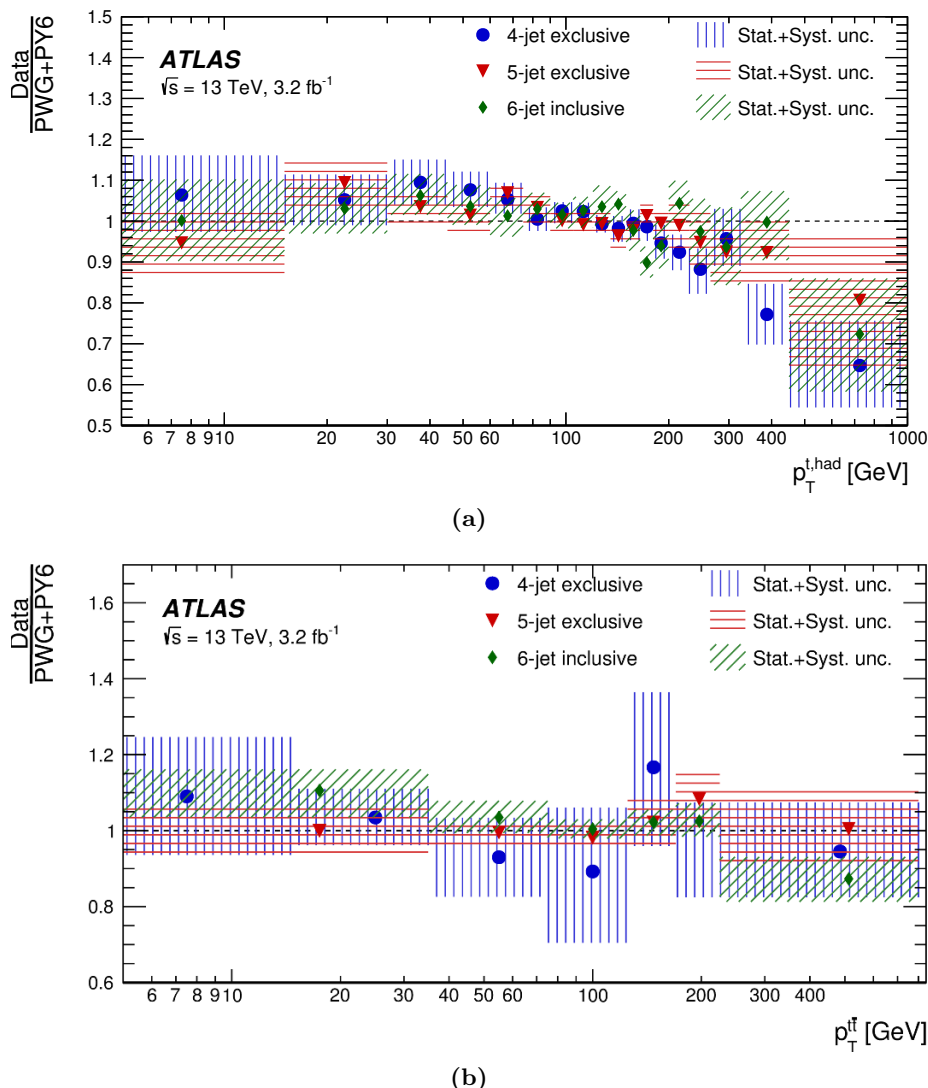 Data
PWG+PY6
1.5
1.4
1.3
1.2
1.1
1
0.9
0.8
0.7
0.6
0.5
ATLAS
√s = 13 TeV, 3.2 fb⁻¹
4-jet exclusive
Stat.+Syst. unc.
5-jet exclusive
Stat.+Syst. unc.
6-jet inclusive
Stat.+Syst. unc.
6 7 8 910 20 30 40 50 60 100 200 300 400 1000
p_T^{t,had} [GeV]
(a)
Data
PWG+PY6
1.6
1.4
1.2
1
0.8
0.6
ATLAS
√s = 13 TeV, 3.2 fb⁻¹
4-jet exclusive
Stat.+Syst. unc.
5-jet exclusive
Stat.+Syst. unc.
6-jet inclusive
Stat.+Syst. unc.
6 7 8 910 20 30 40 50 60 100 200 300 400
p_T^{tt̄} [GeV]
(b)